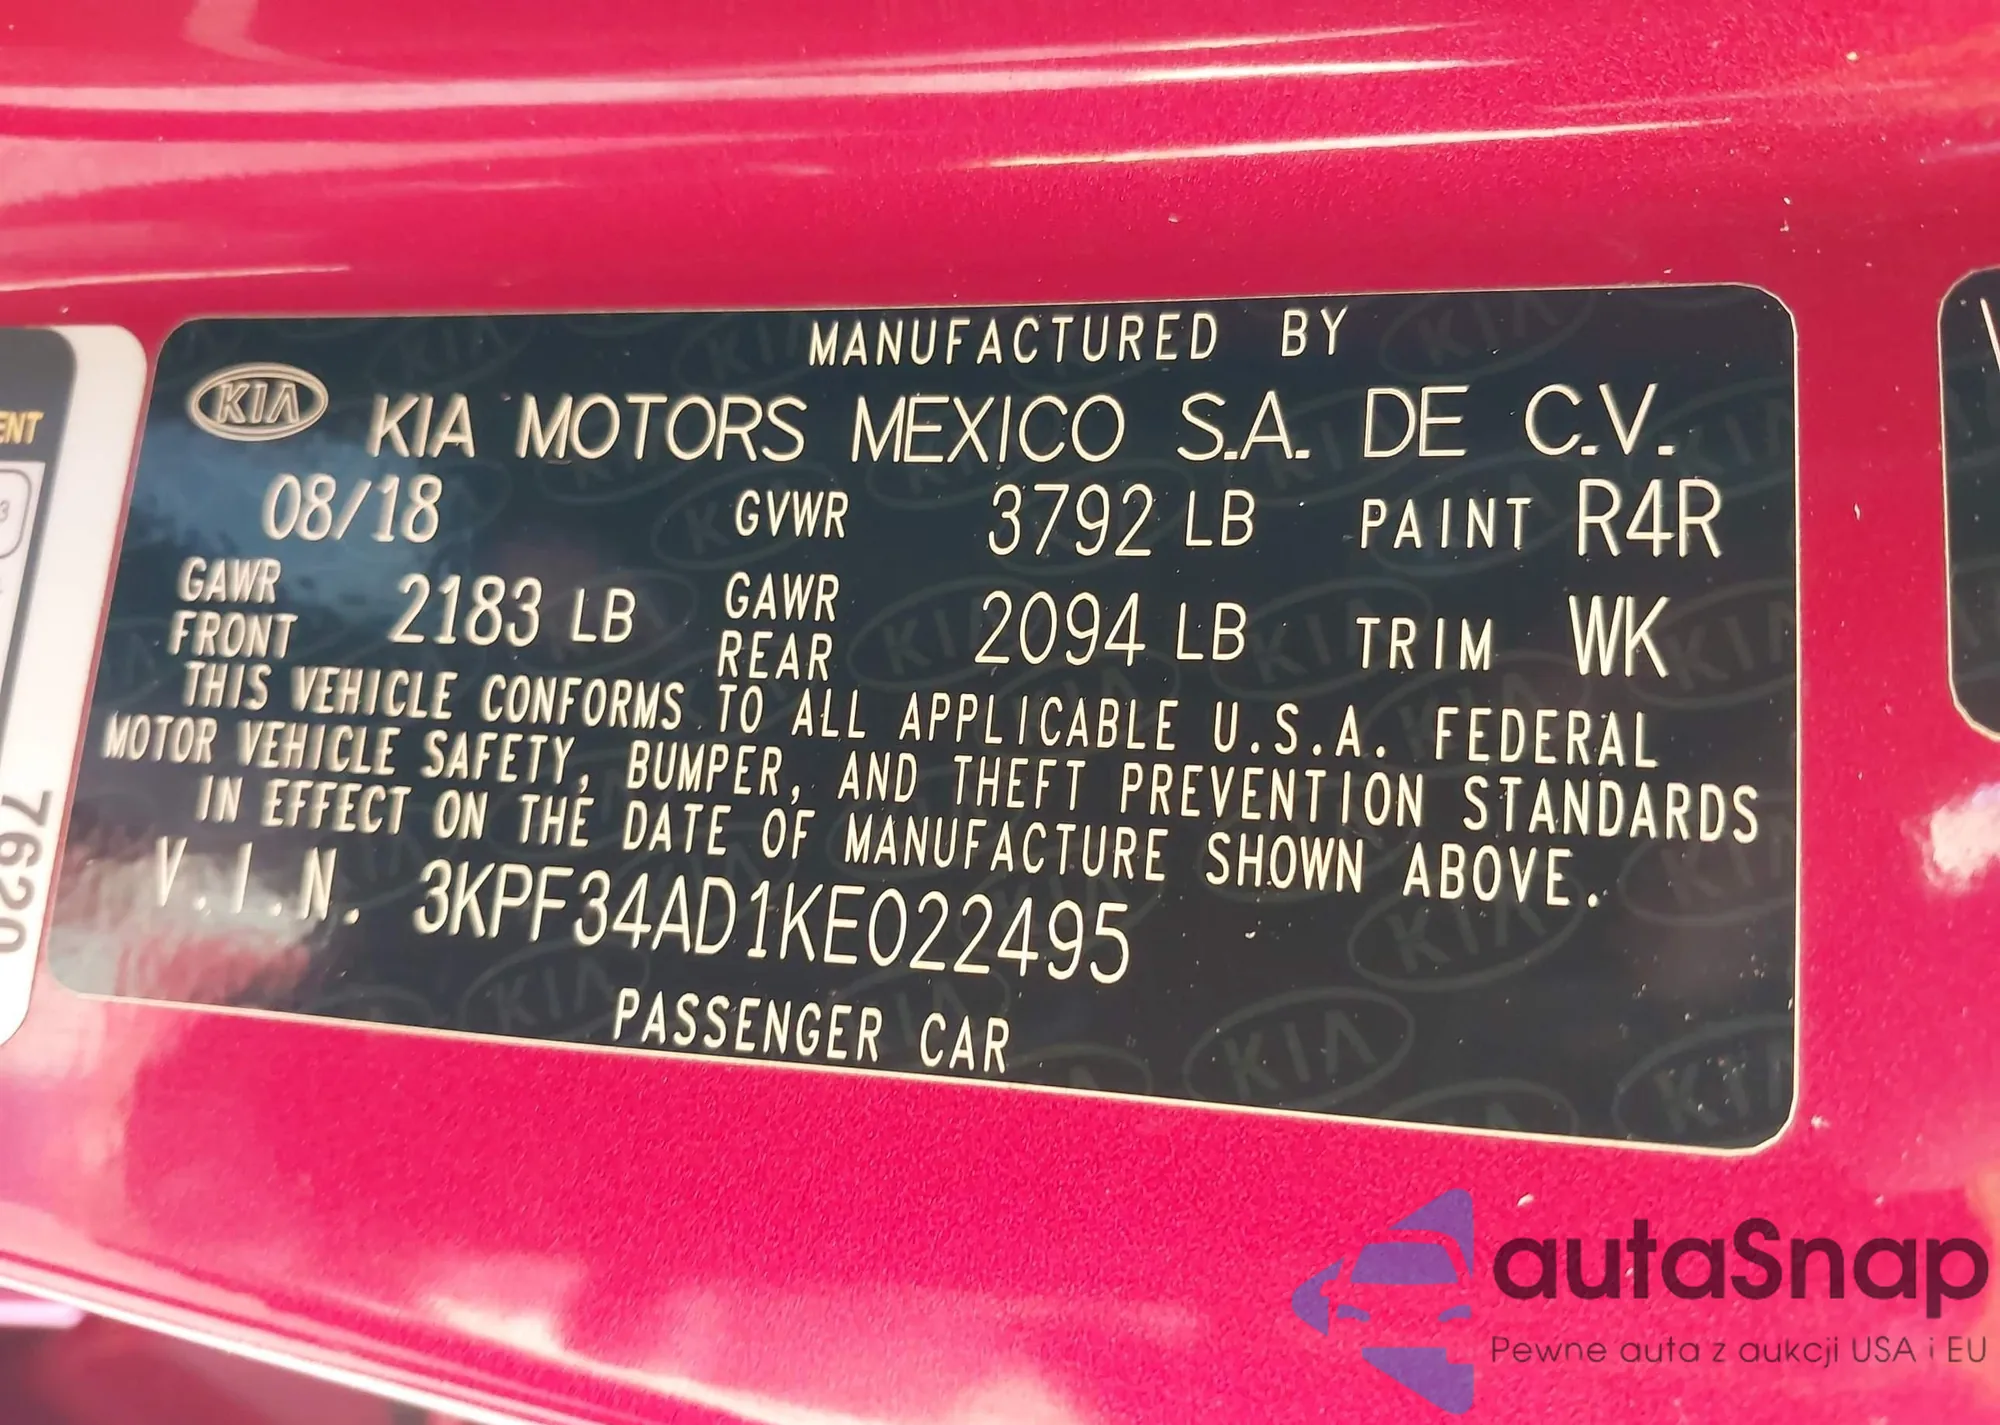 MANUFACTURED BY
KIA KIA MOTORS MEXICO S.A. DE C.V.
08/18 GVWR 3792 LB PAINT R4R
GAWR FRONT 2183 LB GAWR REAR 2094 LB TRIM WK
THIS VEHICLE CONFORMS TO ALL APPLICABLE U.S.A. FEDERAL
MOTOR VEHICLE SAFETY, BUMPER, AND THEFT PREVENTION STANDARDS
IN EFFECT ON THE DATE OF MANUFACTURE SHOWN ABOVE.
V.I.N. 3KPF34AD1KE022495
PASSENGER CAR
ENT
3
7620
autaSnap
Pewne auta z aukcji USA i EU